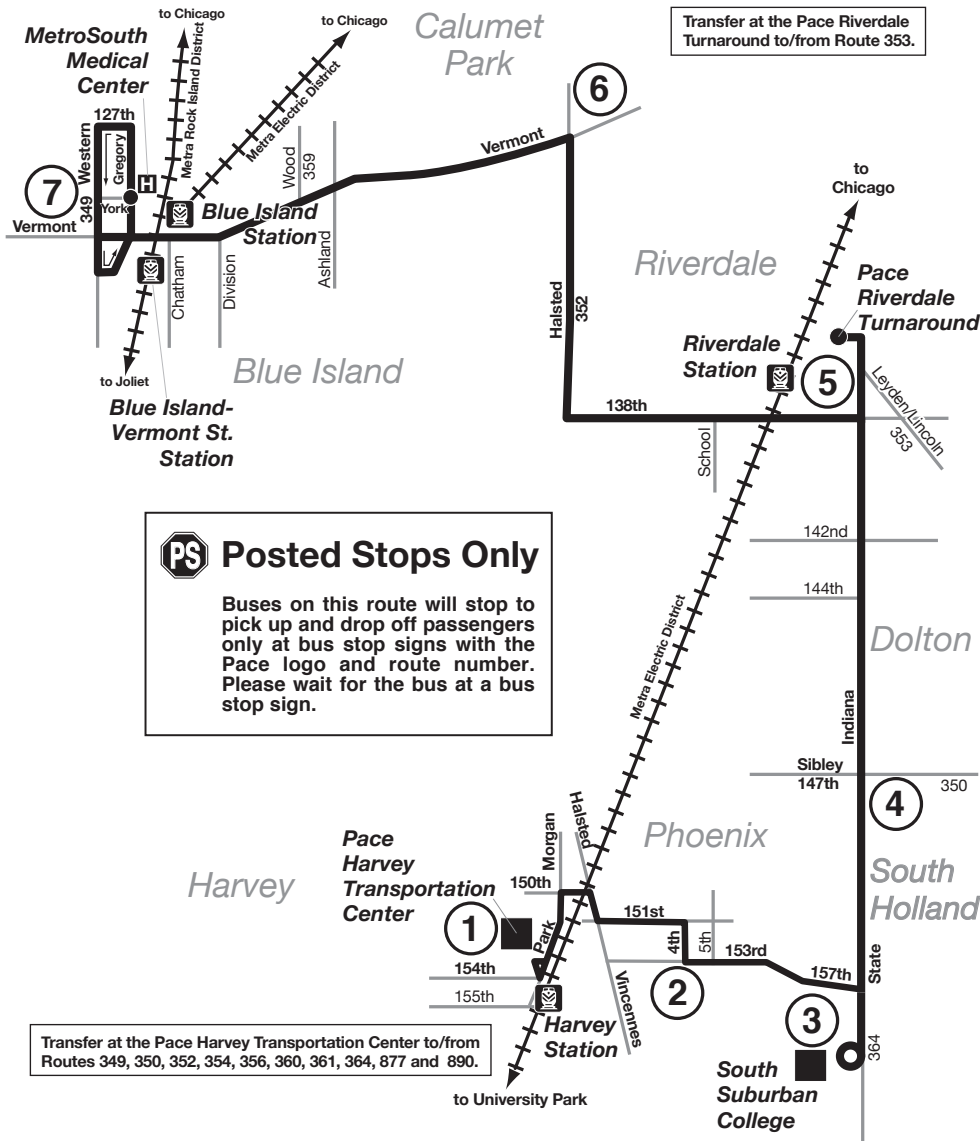 to Chicago
to Chicago
MetroSouth
Medical
Center
Calumet
Park
Transfer at the Pace Riverdale
Turnaround to/from Route 353.
Metra Rock Island District
Metra Electric District
6
127th
Western
Gregory
H
Wood
359
Vermont
7
349
York
Vermont
Blue Island
Station
to
Chicago
Chatham
Division
Ashland
Halsted
352
Riverdale
Pace
Riverdale
Turnaround
Riverdale
Station
5
to Joliet
Blue Island
Blue Island-
Vermont St.
Station
138th
School
Leyden/Lincoln
353
PS Posted Stops Only
Buses on this route will stop to
pick up and drop off passengers
only at bus stop signs with the
Pace logo and route number.
Please wait for the bus at a bus
stop sign.
142nd
144th
Metra Electric District
Dolton
Indiana
Sibley
147th
350
4
Pace
Harvey
Transportation
Center
Harvey
Morgan
Halsted
Phoenix
South
Holland
150th
1
Park
151st
4th
5th
153rd
157th
State
154th
155th
Vincennes
2
3
Harvey
Station
364
Transfer at the Pace Harvey Transportation Center to/from
Routes 349, 350, 352, 354, 356, 360, 361, 364, 877 and 890.
to University Park
South
Suburban
College